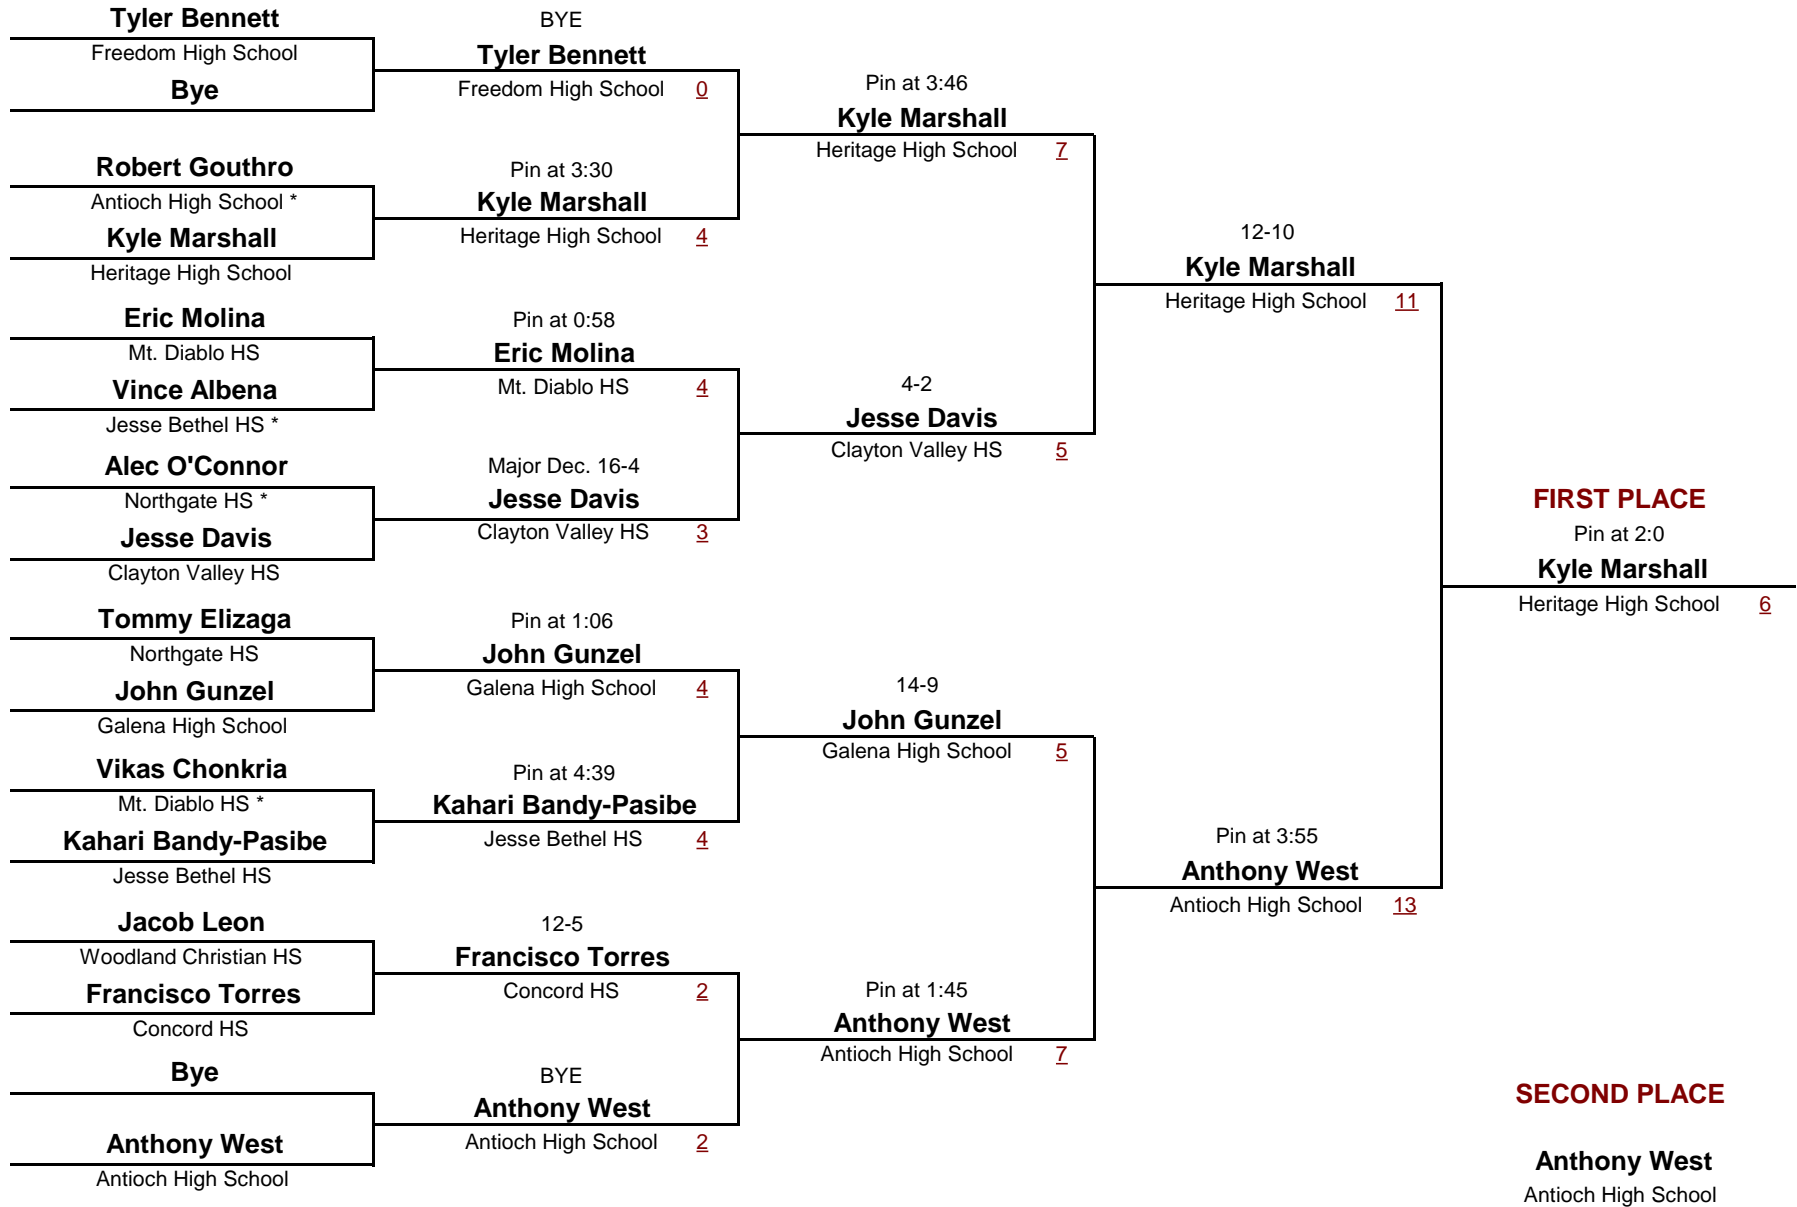 Tyler Bennett
Freedom High School
Bye
Robert Gouthro
Antioch High School *
Kyle Marshall
Heritage High School
Eric Molina
Mt. Diablo HS
Vince Albena
Jesse Bethel HS *
Alec O'Connor
Northgate HS *
Jesse Davis
Clayton Valley HS
Tommy Elizaga
Northgate HS
John Gunzel
Galena High School
Vikas Chonkria
Mt. Diablo HS *
Kahari Bandy-Pasibe
Jesse Bethel HS
Jacob Leon
Woodland Christian HS
Francisco Torres
Concord HS
Bye
Anthony West
Antioch High School
BYE
Tyler Bennett
Freedom High School 0
Pin at 3:30
Kyle Marshall
Heritage High School 4
Pin at 0:58
Eric Molina
Mt. Diablo HS 4
Major Dec. 16-4
Jesse Davis
Clayton Valley HS 3
Pin at 1:06
John Gunzel
Galena High School 4
Pin at 4:39
Kahari Bandy-Pasibe
Jesse Bethel HS 4
12-5
Francisco Torres
Concord HS 2
BYE
Anthony West
Antioch High School 2
Pin at 3:46
Kyle Marshall
Heritage High School 7
4-2
Jesse Davis
Clayton Valley HS 5
14-9
John Gunzel
Galena High School 5
Pin at 1:45
Anthony West
Antioch High School 7
12-10
Kyle Marshall
Heritage High School 11
Pin at 3:55
Anthony West
Antioch High School 13
FIRST PLACE
Pin at 2:0
Kyle Marshall
Heritage High School 6
SECOND PLACE
Anthony West
Antioch High School